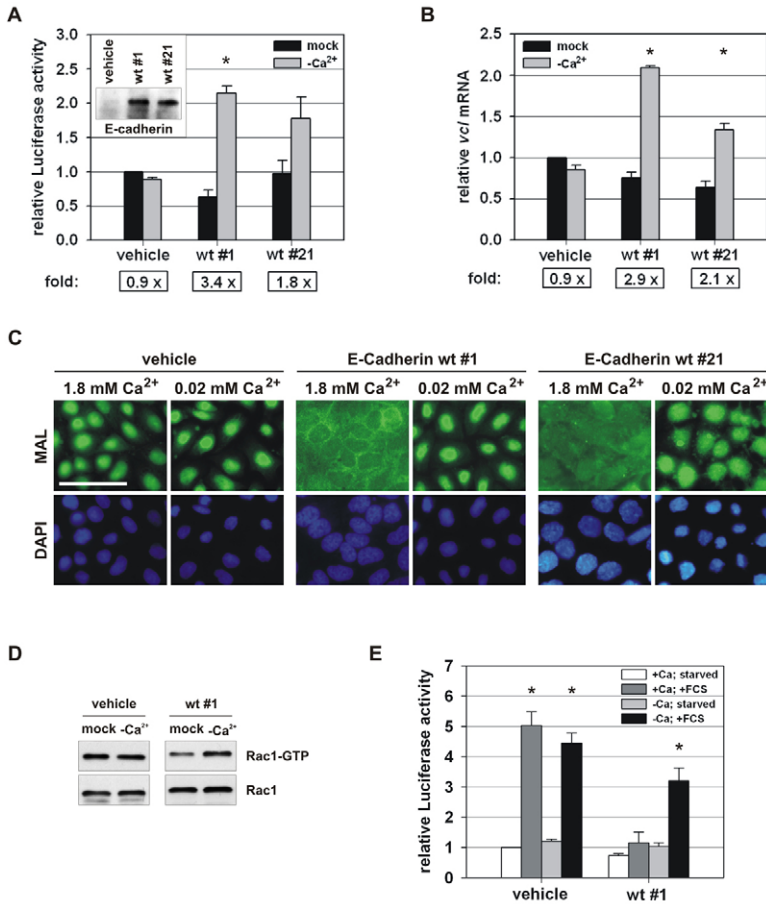 A
relative Luciferase activity
3.0
2.5
2.0
1.5
1.0
0.5
0.0
vehicle
wt #1
wt #21
E-cadherin
*
mock
-Ca²⁺
vehicle wt #1 wt #21
fold: 0.9 x 3.4 x 1.8 x
B
relative vcl mRNA
2.5
2.0
1.5
1.0
0.5
0.0
mock
-Ca²⁺
* *
vehicle wt #1 wt #21
fold: 0.9 x 2.9 x 2.1 x
C
vehicle E-Cadherin wt #1 E-Cadherin wt #21
1.8 mM Ca²⁺ 0.02 mM Ca²⁺ 1.8 mM Ca²⁺ 0.02 mM Ca²⁺ 1.8 mM Ca²⁺ 0.02 mM Ca²⁺
MAL
DAPI
D
vehicle wt #1
mock -Ca²⁺ mock -Ca²⁺
Rac1-GTP
Rac1
E
relative Luciferase activity
7
6
5
4
3
2
1
0
+Ca; starved
+Ca; +FCS
-Ca; starved
-Ca; +FCS
* *
*
vehicle wt #1